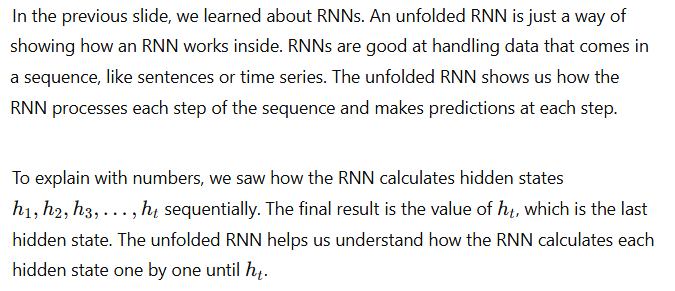 In the previous slide, we learned about RNNs. An unfolded RNN is just a way of
showing how an RNN works inside. RNNs are good at handling data that comes in
a sequence, like sentences or time series. The unfolded RNN shows us how the
RNN processes each step of the sequence and makes predictions at each step.
To explain with numbers, we saw how the RNN calculates hidden states
h₁, h₂, h₃, . . . , hₜ sequentially. The final result is the value of hₜ, which is the last
hidden state. The unfolded RNN helps us understand how the RNN calculates each
hidden state one by one until hₜ.